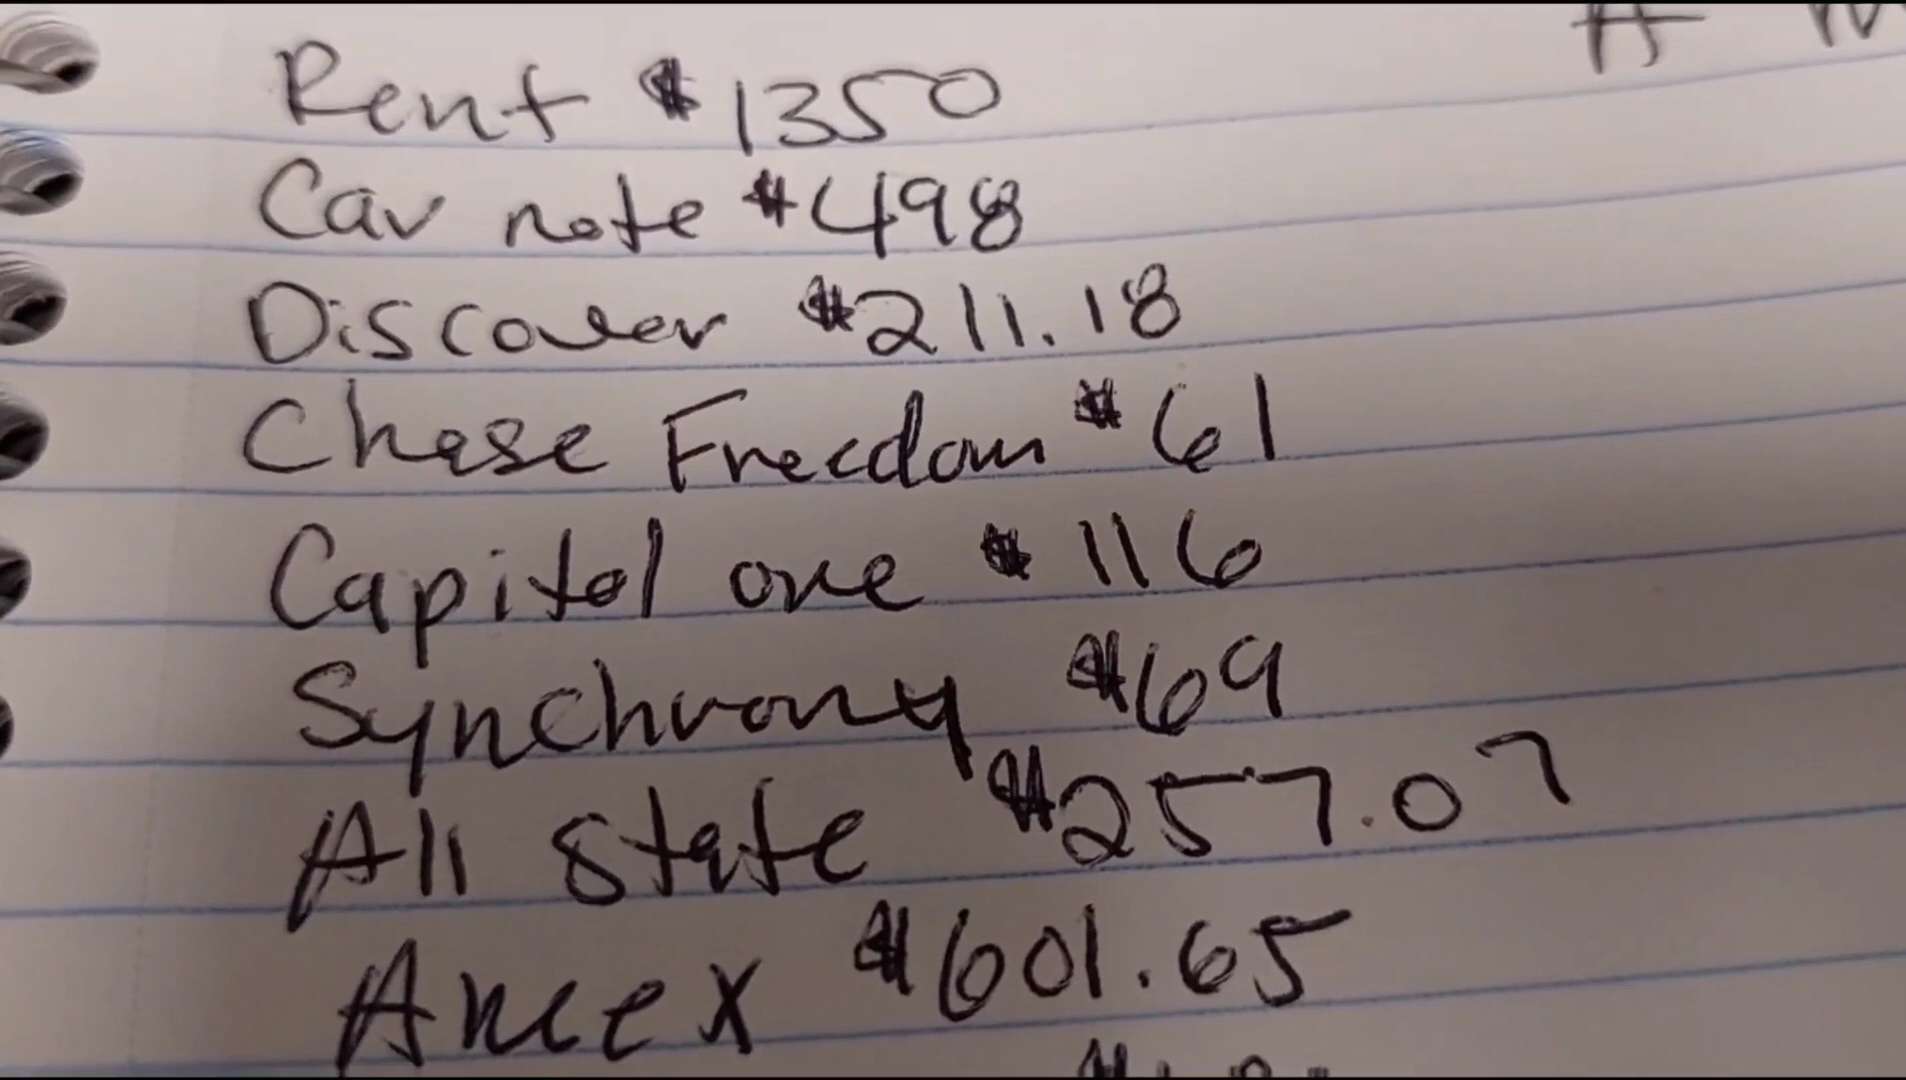 Rent $1350
Car note $498
Discover $211.18
Chase Freedom $61
Capitol one $116
Synchrony $69
All state $257.07
Amex $601.65